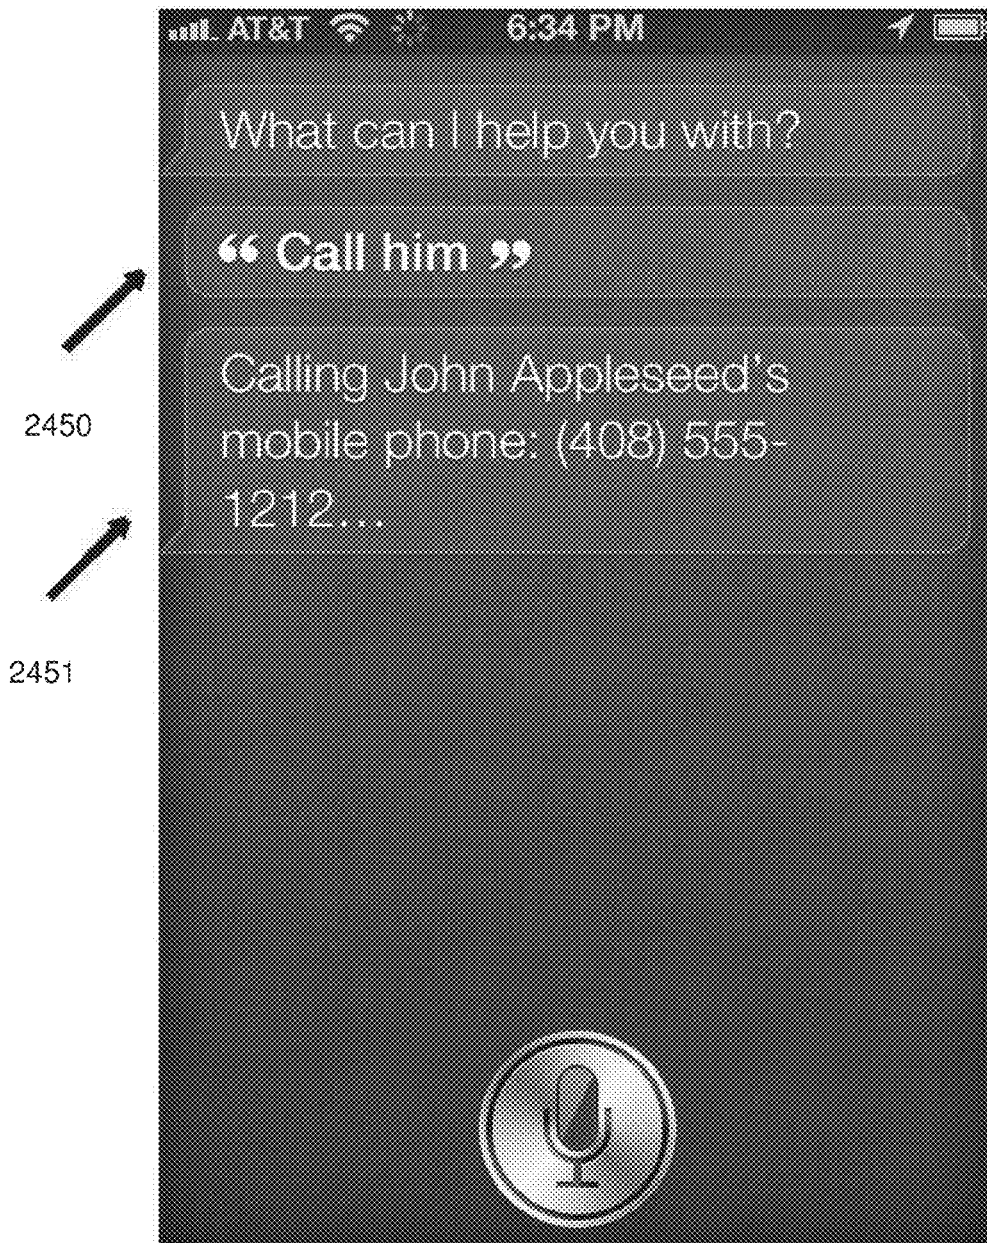 AT&T 6:34 PM
What can I help you with?
“ Call him ”
Calling John Appleseed's
mobile phone: (408) 555-
1212...
2450
2451